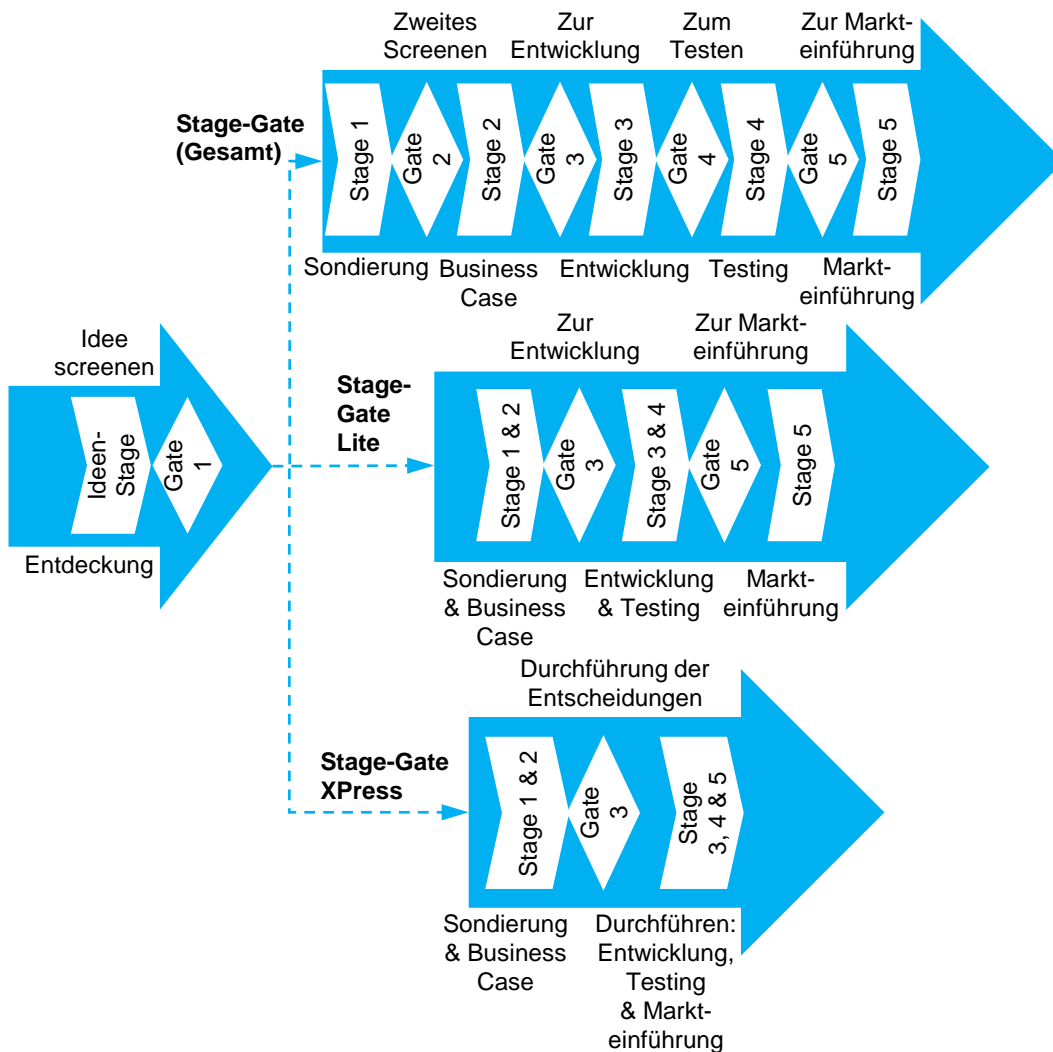 Zweites
Screenen
Zur
Entwicklung
Zum
Testen
Zur Markt-
einführung
Stage-Gate
(Gesamt)
Stage 1
Gate
2
Stage 2
Gate
3
Stage 3
Gate
4
Stage 4
Gate
5
Stage 5
Sondierung
Business
Case
Entwicklung
Testing
Markt-
einführung
Idee
screenen
Ideen-
Stage
Gate
1
Entdeckung
Zur
Entwicklung
Zur Markt-
einführung
Stage-
Gate
Lite
Stage 1 & 2
Gate
3
Stage 3 & 4
Gate
5
Stage 5
Sondierung
& Business
Case
Entwicklung
& Testing
Markt-
einführung
Durchführung der
Entscheidungen
Stage-Gate
XPress
Stage 1 & 2
Gate
3
Stage
3, 4 & 5
Sondierung
& Business
Case
Durchführen:
Entwicklung,
Testing
& Markt-
einführung